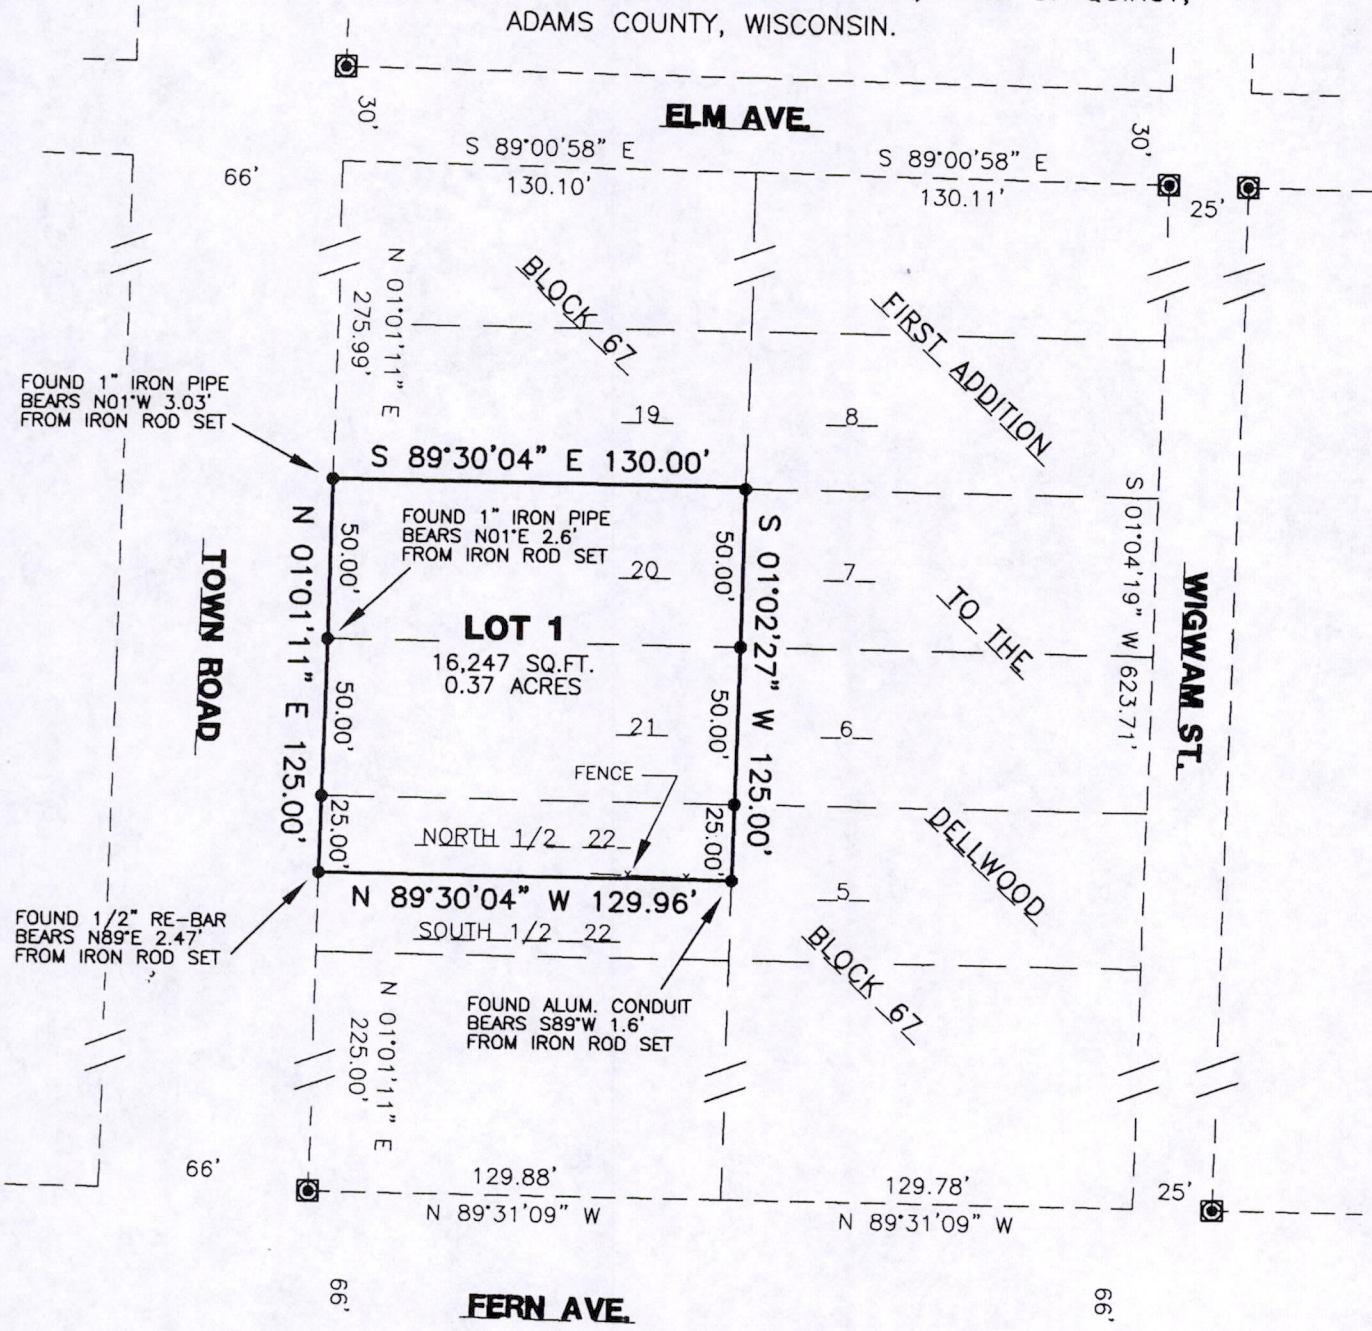 ADAMS COUNTY, WISCONSIN.
30'
ELM AVE.
30'
S 89°00'58" E
130.10'
S 89°00'58" E
130.11'
66'
25'
N 01°01'11" E
275.99'
BLOCK 67
FIRST ADDITION
FOUND 1" IRON PIPE
BEARS N01°W 3.03'
FROM IRON ROD SET
19
8
S 89°30'04" E 130.00'
FOUND 1" IRON PIPE
BEARS N01°E 2.6'
FROM IRON ROD SET
N 01°01'11" E 125.00'
50.00'
50.00'
S 01°02'27" W 125.00'
S 01°04'19" W 623.71'
TOWN ROAD
20
7
TO THE
WIGWAM ST.
LOT 1
16,247 SQ.FT.
0.37 ACRES
50.00'
50.00'
21
6
FENCE
25.00'
25.00'
NORTH 1/2 22
DELLWOOD
N 89°30'04" W 129.96'
5
FOUND 1/2" RE-BAR
BEARS N89°E 2.47'
FROM IRON ROD SET
SOUTH 1/2 22
BLOCK 67
N 01°01'11" E
225.00'
FOUND ALUM. CONDUIT
BEARS S89°W 1.6'
FROM IRON ROD SET
66'
129.88'
N 89°31'09" W
129.78'
N 89°31'09" W
25'
66'
FERN AVE.
66'